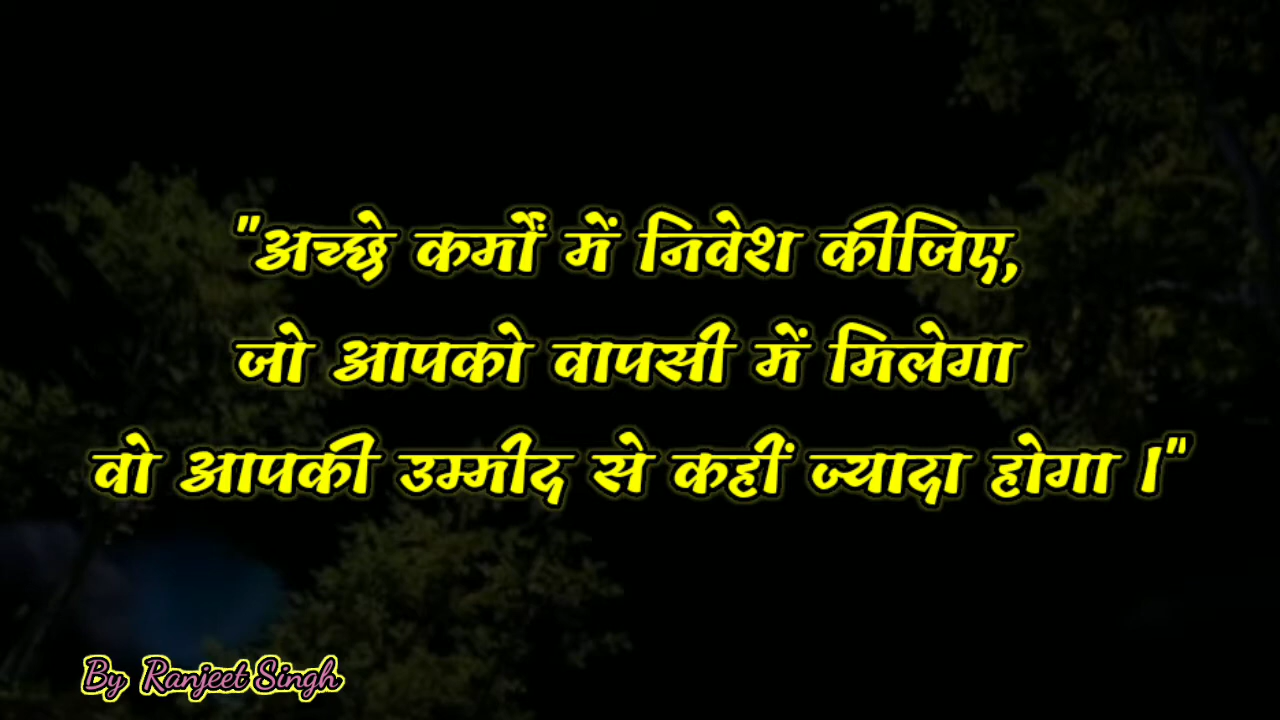 "अच्छे कर्मों में निवेश कीजिए,
जो आपको वापसी में मिलेगा
वो आपकी उम्मीद से कहीं ज्यादा होगा ।"
By Ranjeet Singh